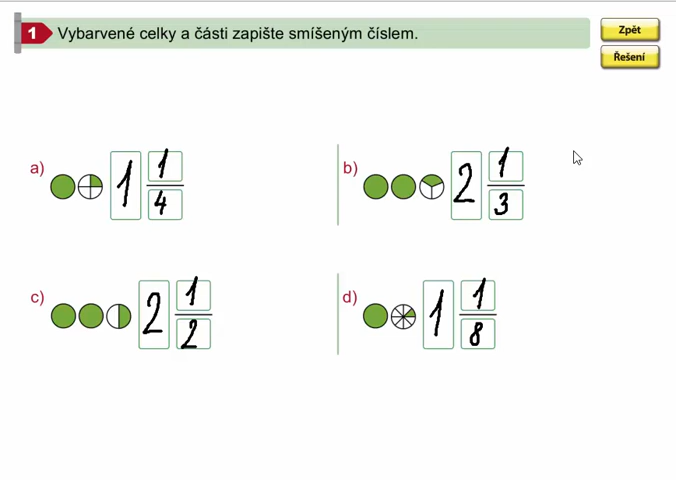 1 Vybarvené celky a části zapište smíšeným číslem.
Zpět
Řešení
a) 1 1/4
b) 2 1/3
c) 2 1/2
d) 1 1/8